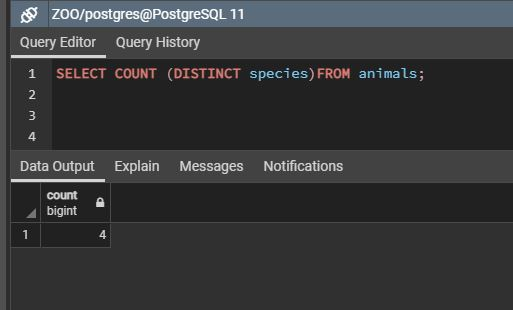 ZOO/postgres@PostgreSQL 11
Query Editor Query History
1 SELECT COUNT (DISTINCT species)FROM animals;
2
3
4
Data Output Explain Messages Notifications
count
bigint
1 4